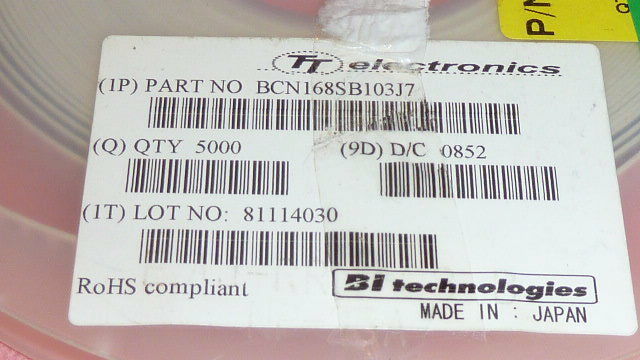 P/N
TT electronics
(1P) PART NO BCN168SB103J7
(Q) QTY 5000 (9D) D/C 0852
(1T) LOT NO: 81114030
RoHS compliant
BI technologies
MADE IN : JAPAN